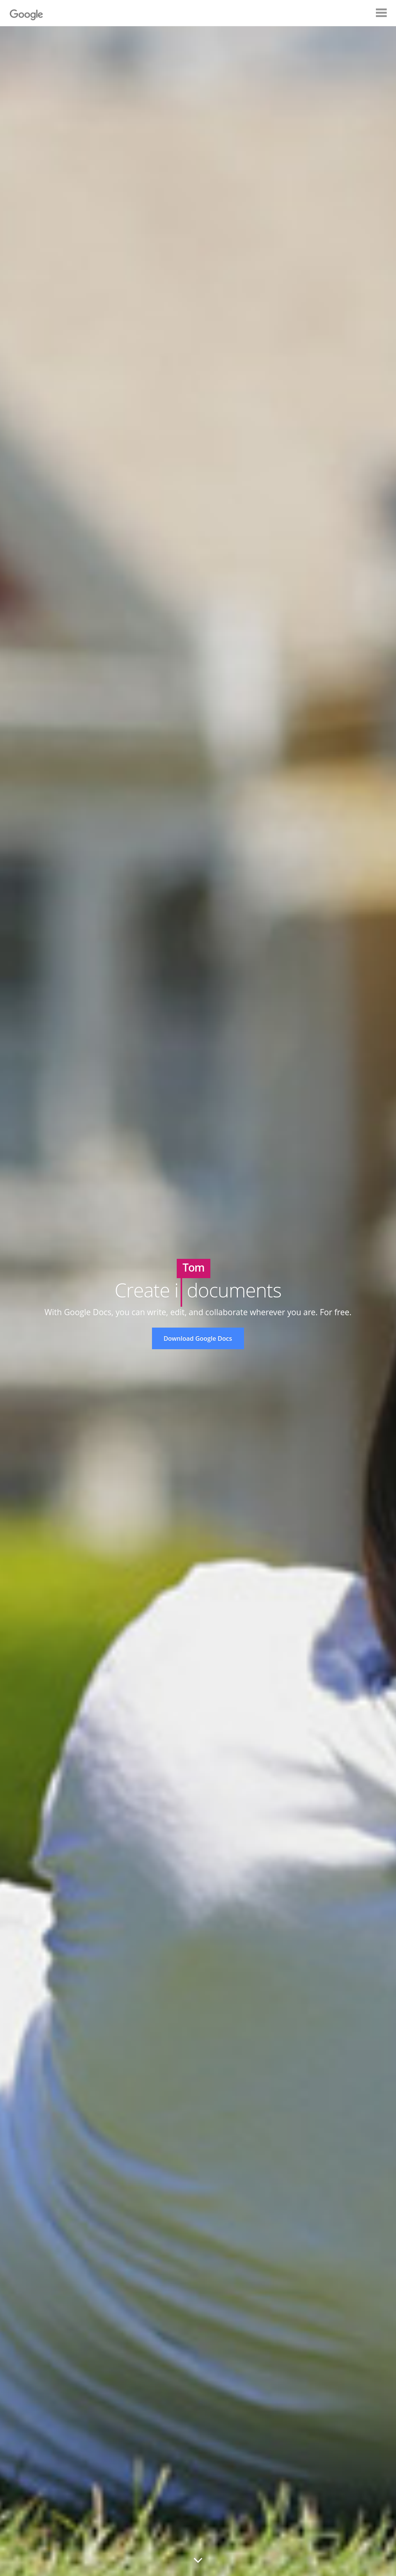 Google
Tom
Create i documents
With Google Docs, you can write, edit, and collaborate wherever you are. For free.
Download Google Docs